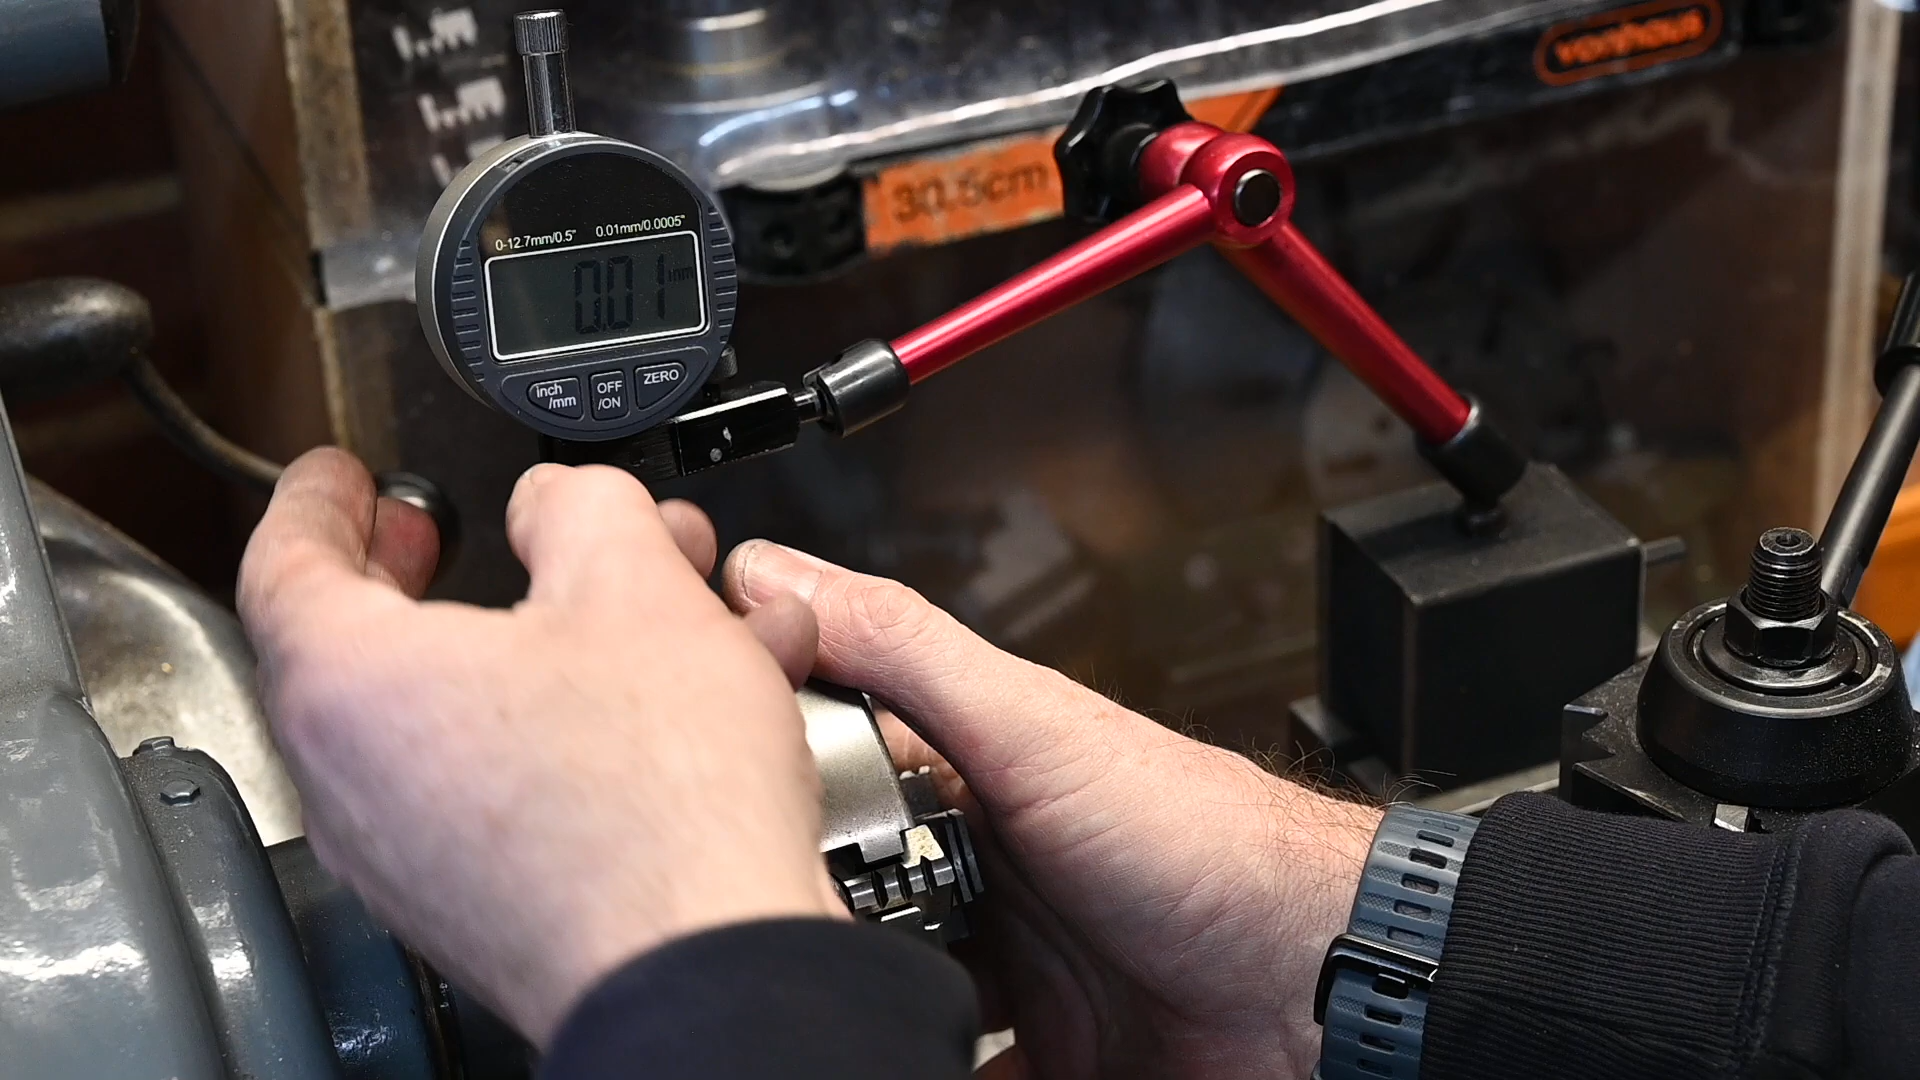 vonhaus
30.5cm
0-12.7mm/0.5" 0.01mm/0.0005"
0.01 mm
inch
/mm
OFF
/ON
ZERO